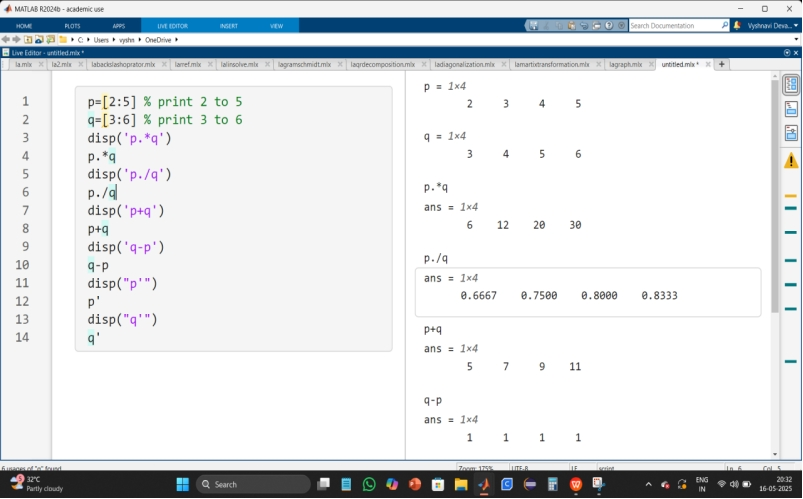 MATLAB R2024b - academic use
HOME PLOTS APPS LIVE EDITOR INSERT VIEW Search Documentation Vyshnavi Deva...
C: Users vyshn OneDrive
Live Editor - untitled.mlx *
la.mlx la2.mlx labackslashoprator.mlx larref.mlx lalinsolve.mlx lagramschmidt.mlx laqrdecomposition.mlx ladiagonalization.mlx lamartixtransformation.mlx lagraph.mlx untitled.mlx * +
1 p=[2:5] % print 2 to 5
2 q=[3:6] % print 3 to 6
3 disp('p.*q')
4 p.*q
5 disp('p./q')
6 p./q
7 disp('p+q')
8 p+q
9 disp('q-p')
10 q-p
11 disp("p'")
12 p'
13 disp("q'")
14 q'
p = 1×4
2 3 4 5
q = 1×4
3 4 5 6
p.*q
ans = 1×4
6 12 20 30
p./q
ans = 1×4
0.6667 0.7500 0.8000 0.8333
p+q
ans = 1×4
5 7 9 11
q-p
ans = 1×4
1 1 1 1
6 usages of "q" found Zoom: 175% UTF-8 LF script Ln 6 Col 5
32°C
Partly cloudy
Search
ENG
IN
20:32
16-05-2025